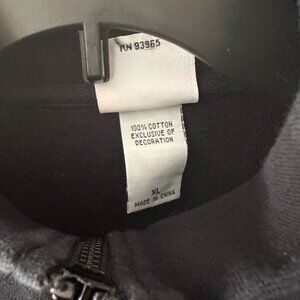 RN 93965
100% COTTON
EXCLUSIVE OF
DECORATION
XL
MADE IN CHINA